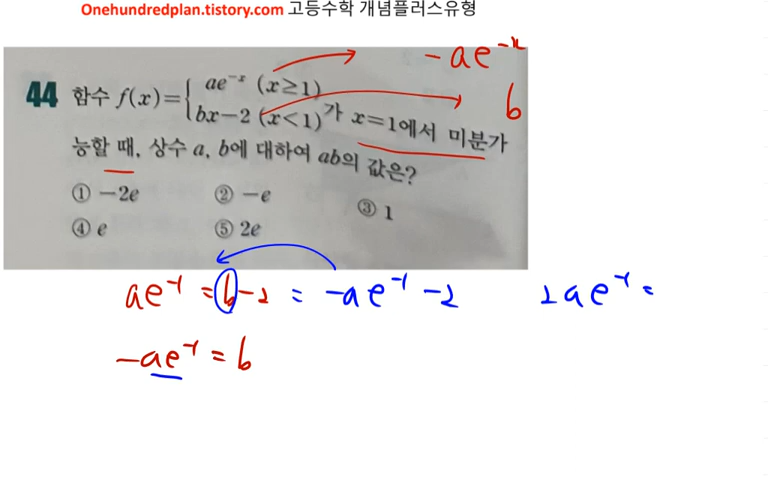 Onehundredplan.tistory.com 고등수학 개념플러스유형
-ae⁻ˣ
b
44 함수 f(x)={ ae⁻ˣ (x≥1)
bx-2 (x<1) 가 x=1에서 미분가
능할 때, 상수 a, b에 대하여 ab의 값은?
① -2e ② -e ③ 1
④ e ⑤ 2e
ae⁻¹ = b-2 = -ae⁻¹-2 2ae⁻¹ =
-ae⁻¹ = b